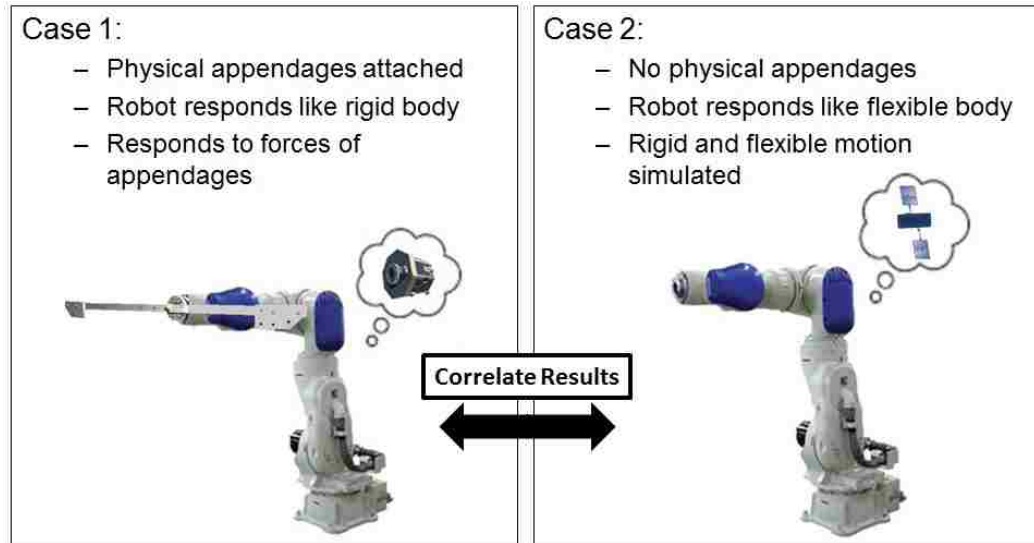 Case 1:
– Physical appendages attached
– Robot responds like rigid body
– Responds to forces of
appendages
Case 2:
– No physical appendages
– Robot responds like flexible body
– Rigid and flexible motion
simulated
Correlate Results